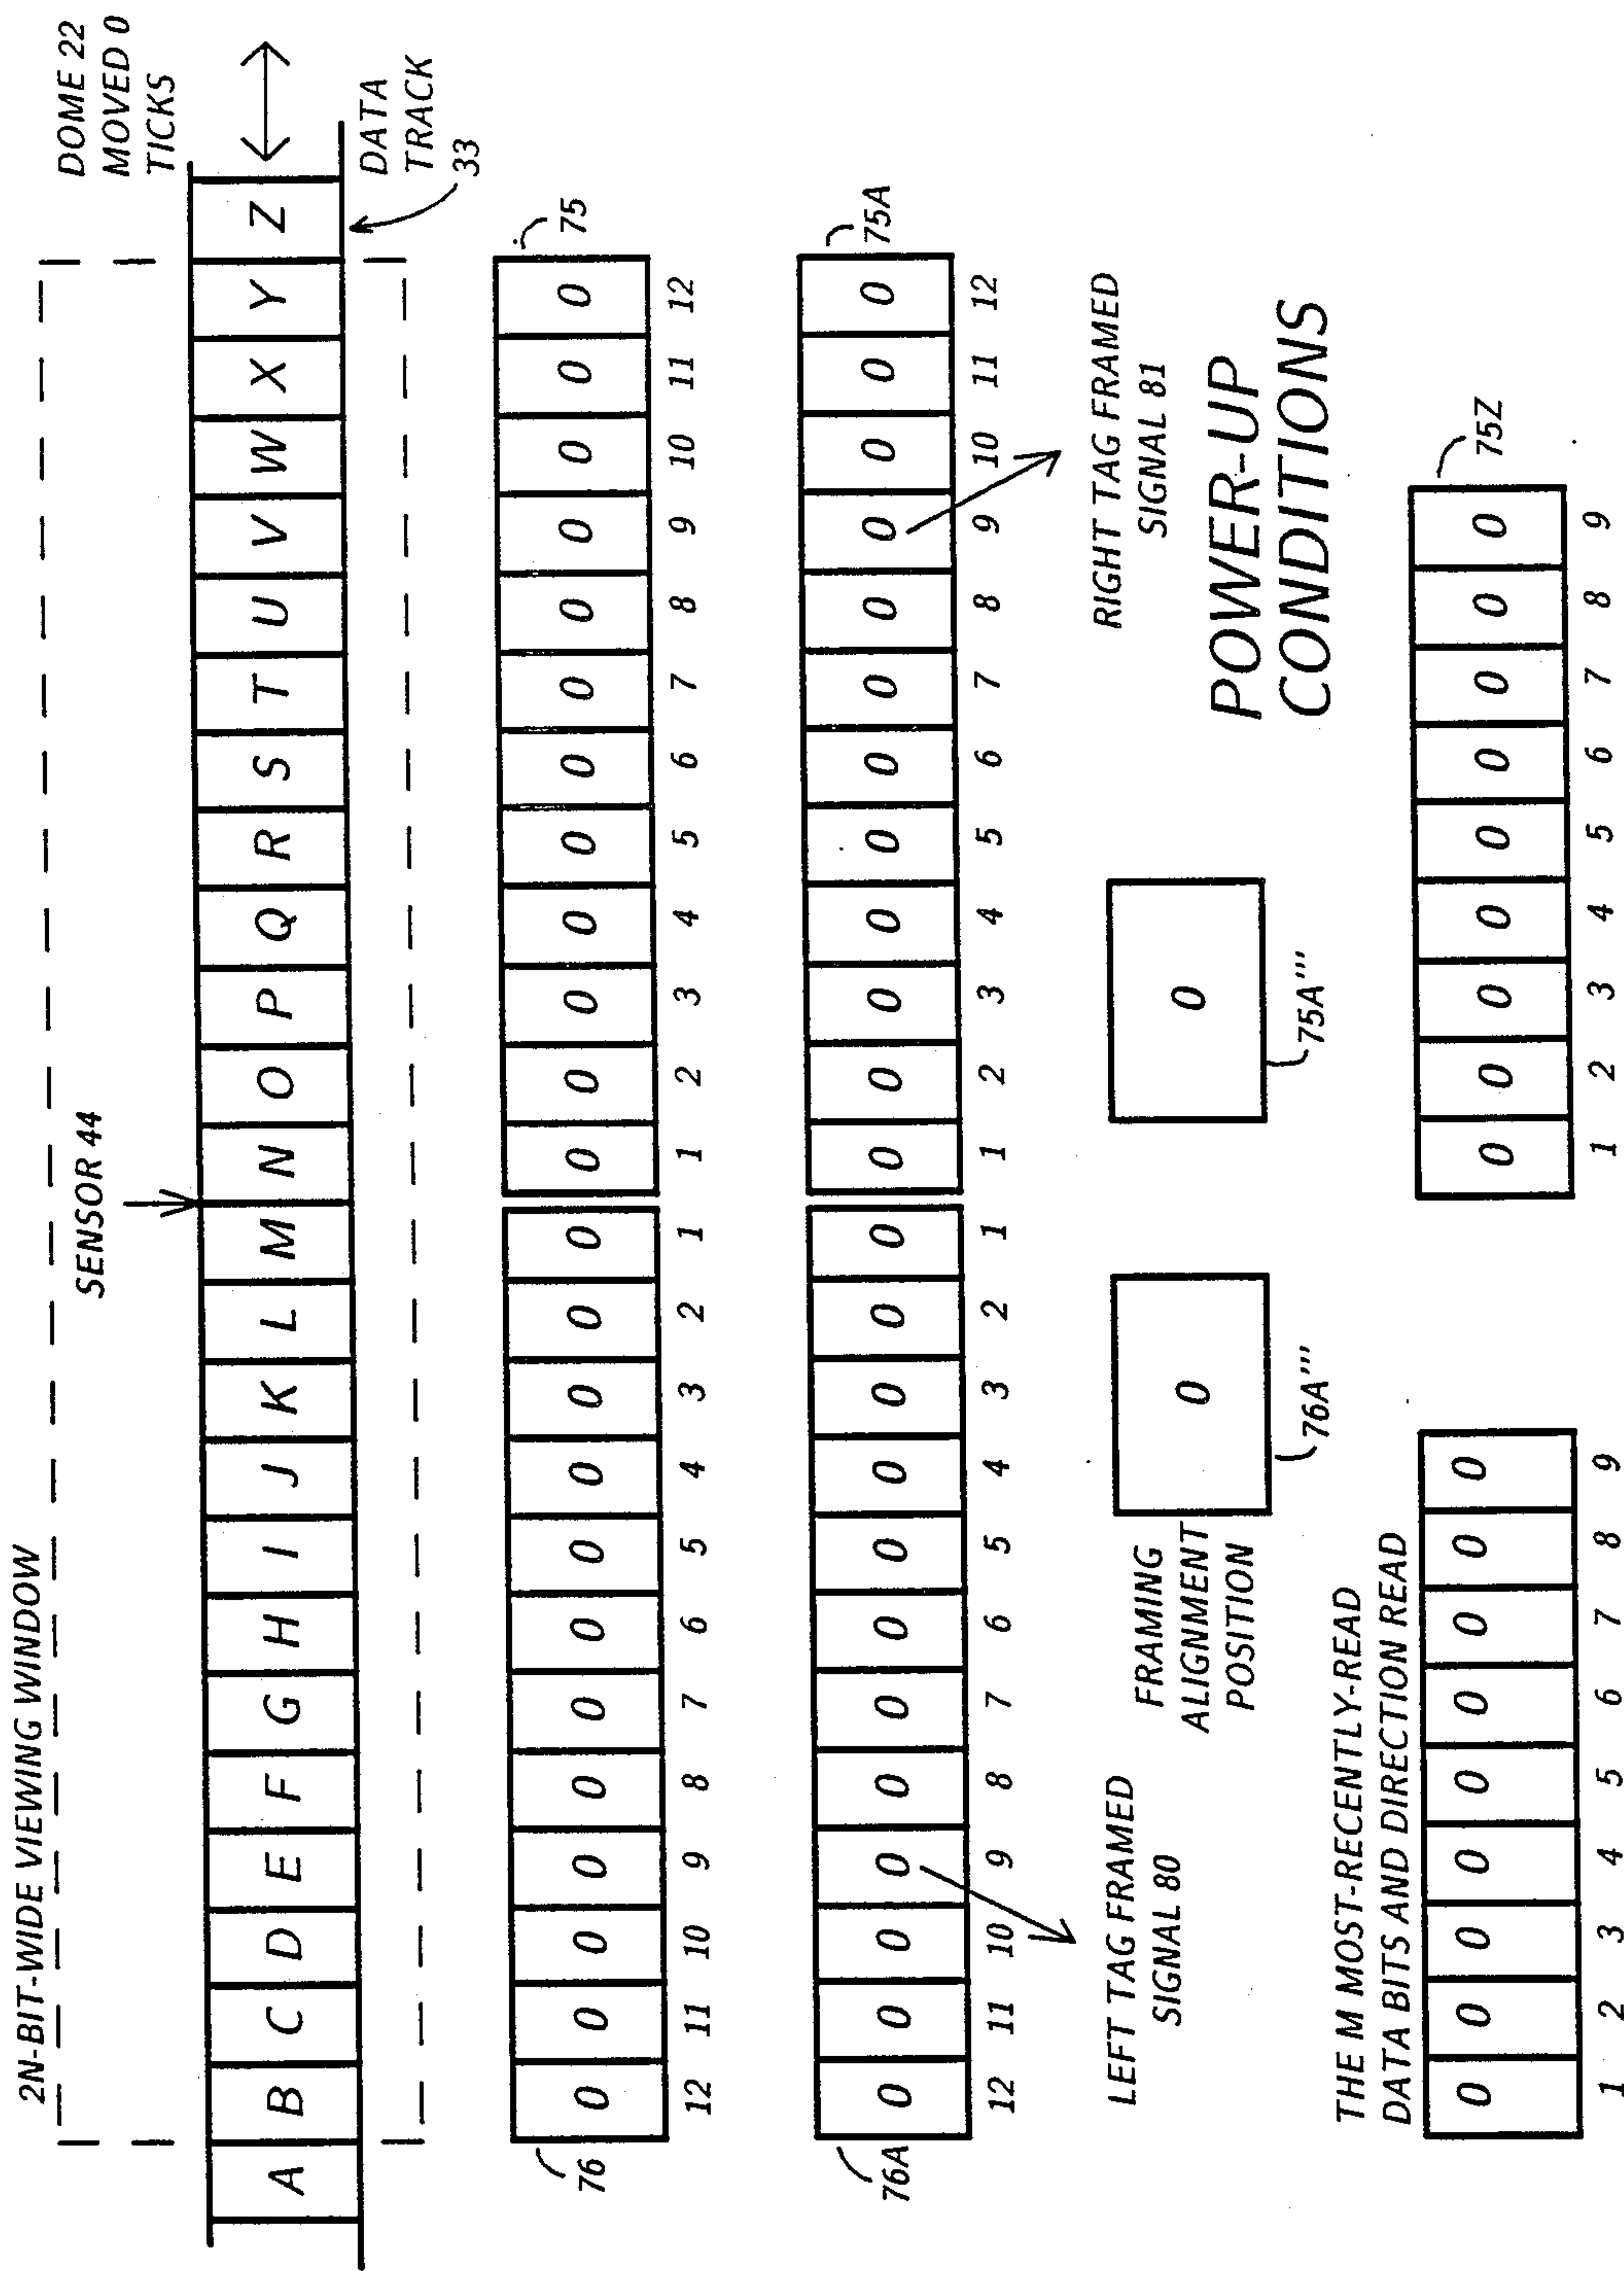 2N-BIT-WIDE VIEWING WINDOW
SENSOR 44
DOME 22
MOVED 0
TICKS
A B C D E F G H I J K L M N O P Q R S T U V W X Y Z
DATA
TRACK
33
76
0 0 0 0 0 0 0 0 0 0 0 0
12 11 10 9 8 7 6 5 4 3 2 1
0 0 0 0 0 0 0 0 0 0 0 0
1 2 3 4 5 6 7 8 9 10 11 12
75
76A
0 0 0 0 0 0 0 0 0 0 0 0
12 11 10 9 8 7 6 5 4 3 2 1
0 0 0 0 0 0 0 0 0 0 0 0
1 2 3 4 5 6 7 8 9 10 11 12
75A
LEFT TAG FRAMED
SIGNAL 80
FRAMING
ALIGNMENT
POSITION
0
76A'''
0
75A'''
RIGHT TAG FRAMED
SIGNAL 81
POWER-UP
CONDITIONS
THE M MOST-RECENTLY-READ
DATA BITS AND DIRECTION READ
0 0 0 0 0 0 0 0 0
1 2 3 4 5 6 7 8 9
0 0 0 0 0 0 0 0 0
1 2 3 4 5 6 7 8 9
75Z